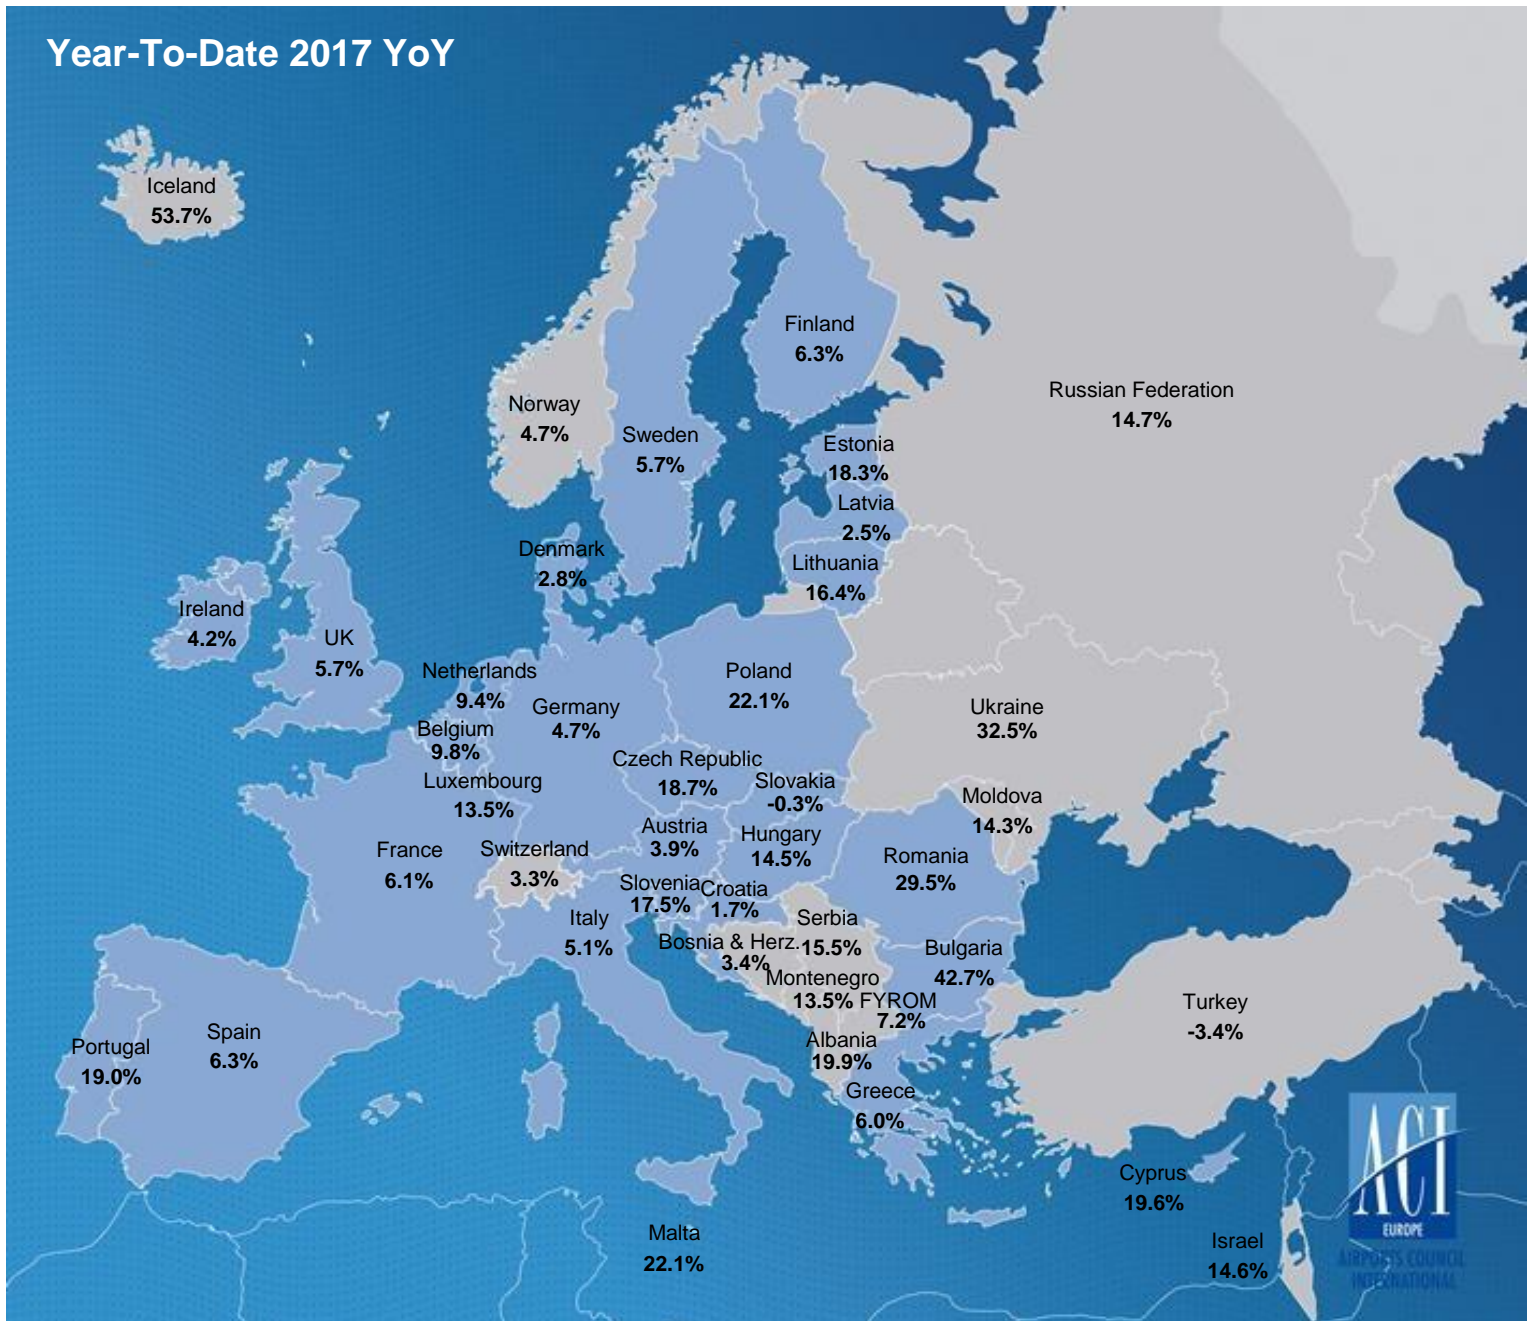 Year-To-Date 2017 YoY
Iceland
53.7%
Finland
6.3%
Russian Federation
14.7%
Norway
4.7%
Sweden
5.7%
Estonia
18.3%
Latvia
2.5%
Denmark
2.8%
Lithuania
16.4%
Ireland
4.2%
UK
5.7%
Netherlands
9.4%
Poland
22.1%
Germany
4.7%
Ukraine
32.5%
Belgium
9.8%
Czech Republic
18.7%
Luxembourg
13.5%
Slovakia
-0.3%
Moldova
14.3%
Austria
3.9%
Hungary
14.5%
France
6.1%
Switzerland
3.3%
Romania
29.5%
Slovenia
17.5%
Croatia
1.7%
Italy
5.1%
Serbia
15.5%
Bosnia & Herz.
3.4%
Bulgaria
42.7%
Montenegro
13.5%
FYROM
7.2%
Turkey
-3.4%
Spain
6.3%
Portugal
19.0%
Albania
19.9%
Greece
6.0%
Cyprus
19.6%
Malta
22.1%
Israel
14.6%
ACI
EUROPE
AIRPORTS COUNCIL
INTERNATIONAL